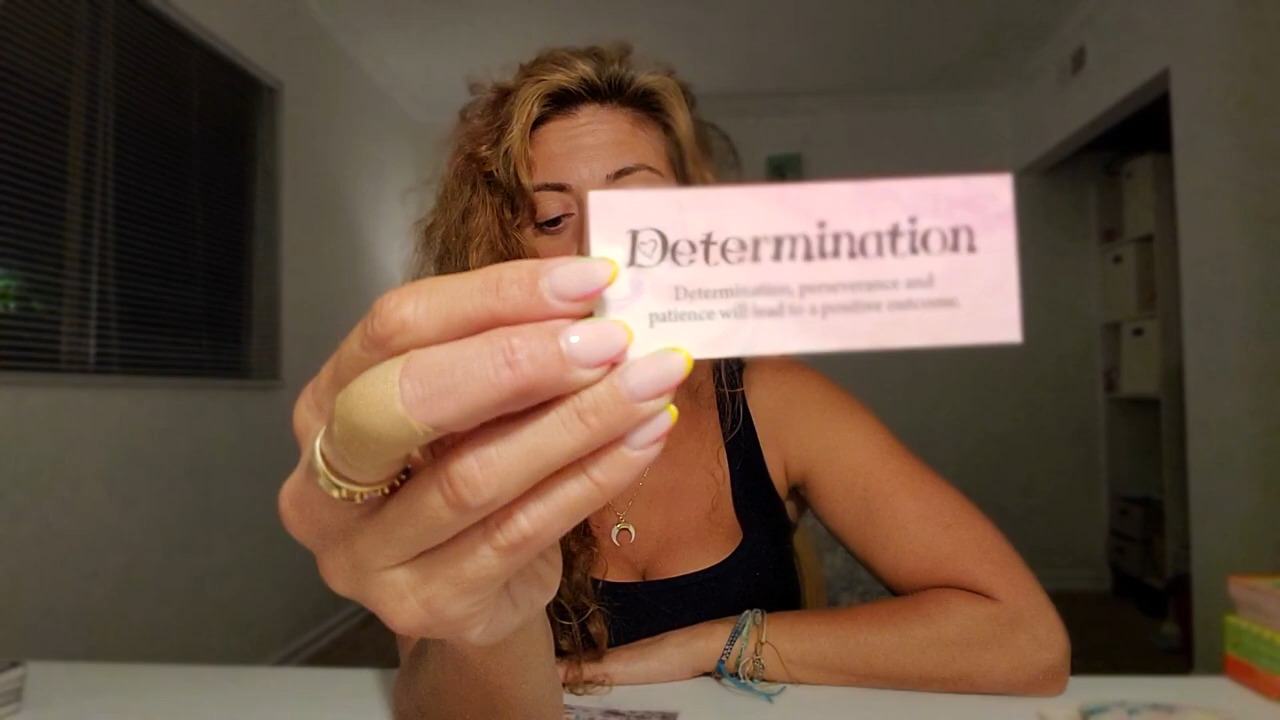 Determination
Determination, perseverance and
patience will lead to a positive outcome.